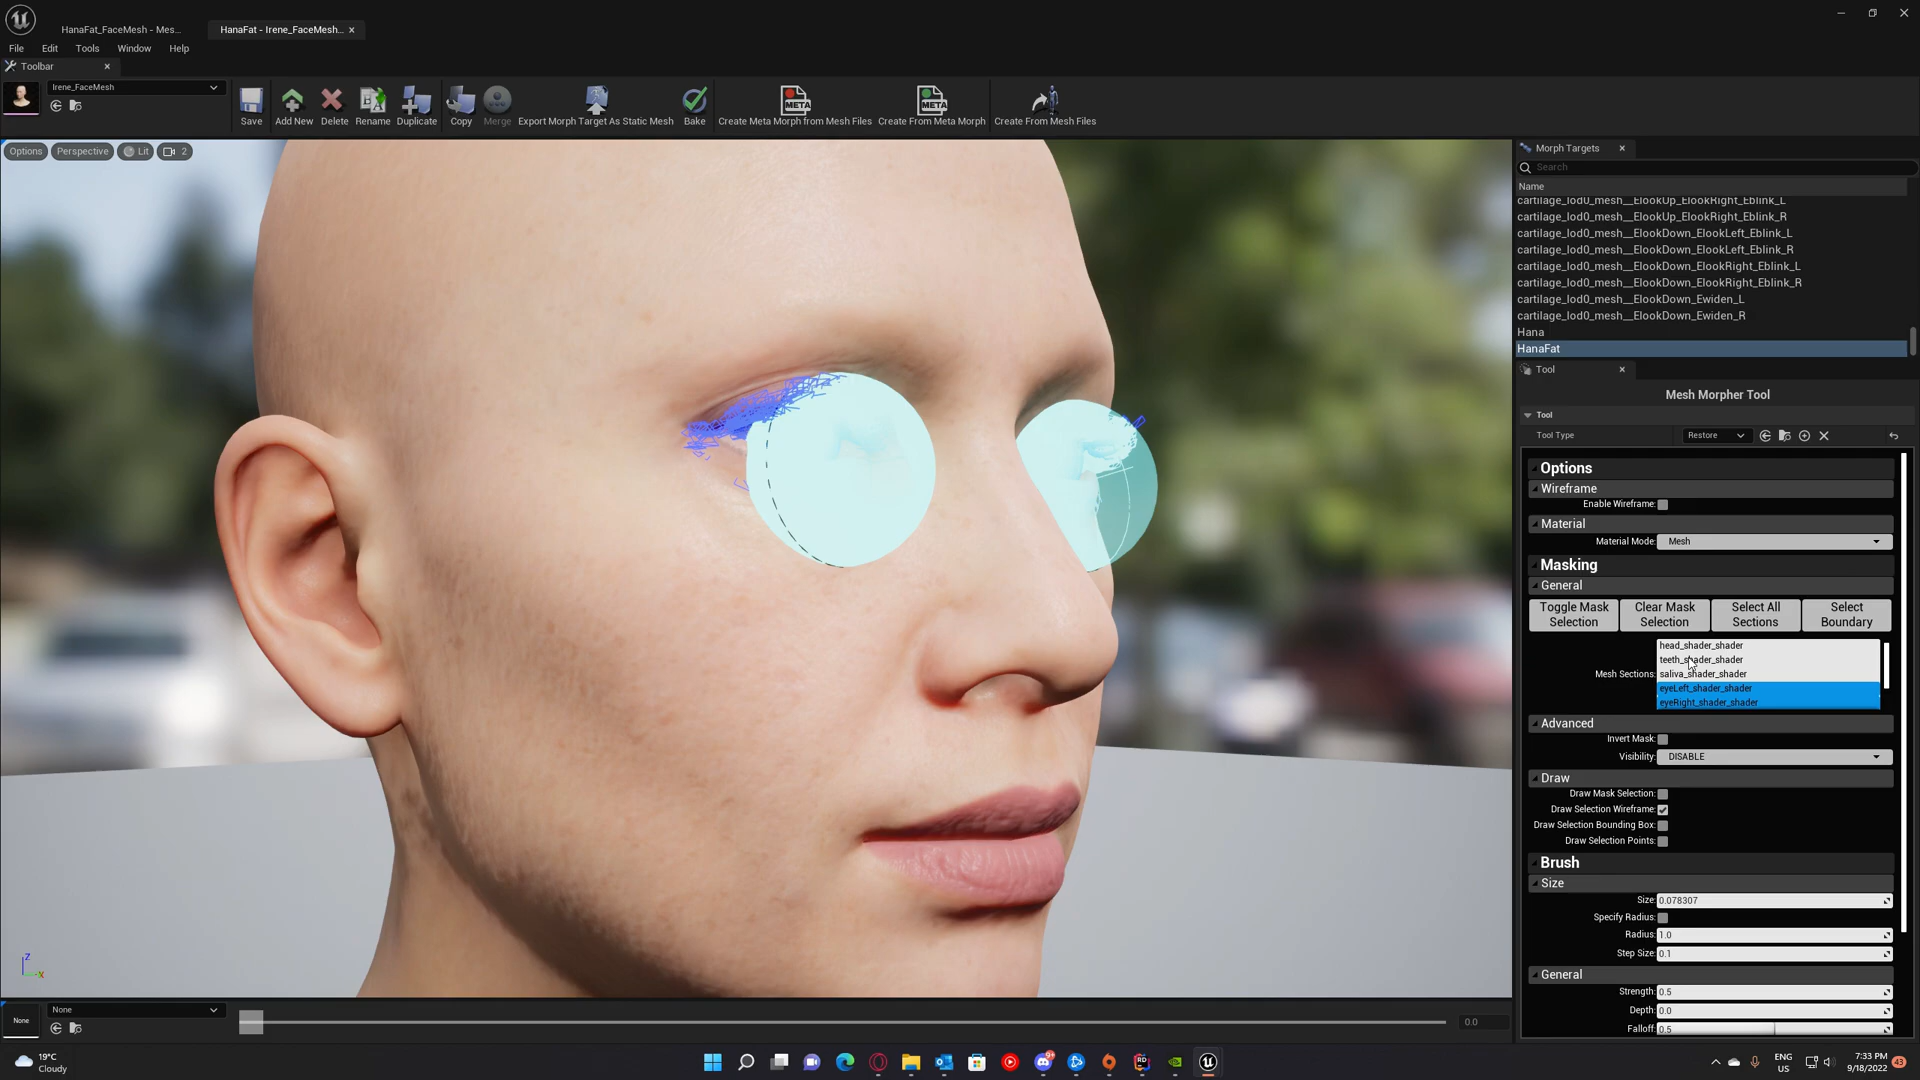 HanaFat_FaceMesh - Mes...
HanaFat - Irene_FaceMesh...
File Edit Tools Window Help
Toolbar
Irene_FaceMesh
Save
Add New
Delete
Rename
Duplicate
Copy
Merge
Export Morph Target As Static Mesh
Bake
Create Meta Morph from Mesh Files
Create From Meta Morph
Create From Mesh Files
META
META
Options
Perspective
Lit
2
Z
X
None
None
0.0
Morph Targets
Search
Name
cartilage_lod0_mesh__ElookUp_ElookRight_Eblink_L
cartilage_lod0_mesh__ElookUp_ElookRight_Eblink_R
cartilage_lod0_mesh__ElookDown_ElookLeft_Eblink_L
cartilage_lod0_mesh__ElookDown_ElookLeft_Eblink_R
cartilage_lod0_mesh__ElookDown_ElookRight_Eblink_L
cartilage_lod0_mesh__ElookDown_ElookRight_Eblink_R
cartilage_lod0_mesh__ElookDown_Ewiden_L
cartilage_lod0_mesh__ElookDown_Ewiden_R
Hana
HanaFat
Tool
Mesh Morpher Tool
Tool
Tool Type Restore
Options
Wireframe
Enable Wireframe:
Material
Material Mode: Mesh
Masking
General
Toggle Mask Selection
Clear Mask Selection
Select All Sections
Select Boundary
Mesh Sections:
head_shader_shader
teeth_shader_shader
saliva_shader_shader
eyeLeft_shader_shader
eyeRight_shader_shader
Advanced
Invert Mask:
Visibility: DISABLE
Draw
Draw Mask Selection:
Draw Selection Wireframe:
Draw Selection Bounding Box:
Draw Selection Points:
Brush
Size
Size: 0.078307
Specify Radius:
Radius: 1.0
Step Size: 0.1
General
Strength: 0.5
Depth: 0.0
Falloff: 0.5
19°C
Cloudy
9+
RD
ENG
US
7:33 PM
9/18/2022
43